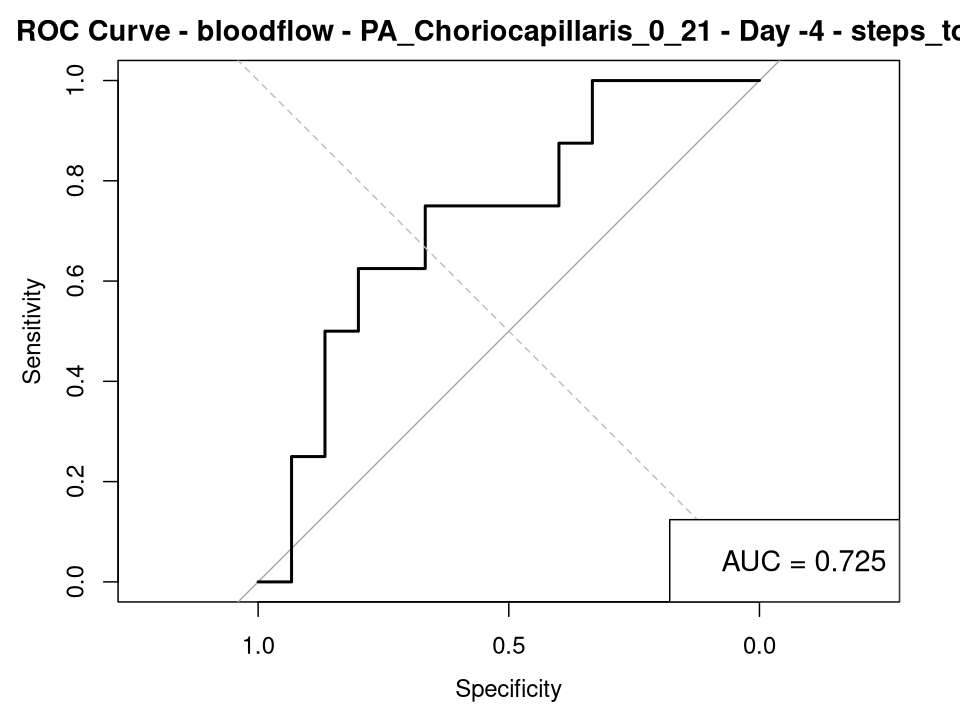 ROC Curve - bloodflow - PA_Choriocapillaris_0_21 - Day -4 - steps_to
1.0
0.8
0.6
0.4
0.2
0.0
Sensitivity
AUC = 0.725
1.0 0.5 0.0
Specificity